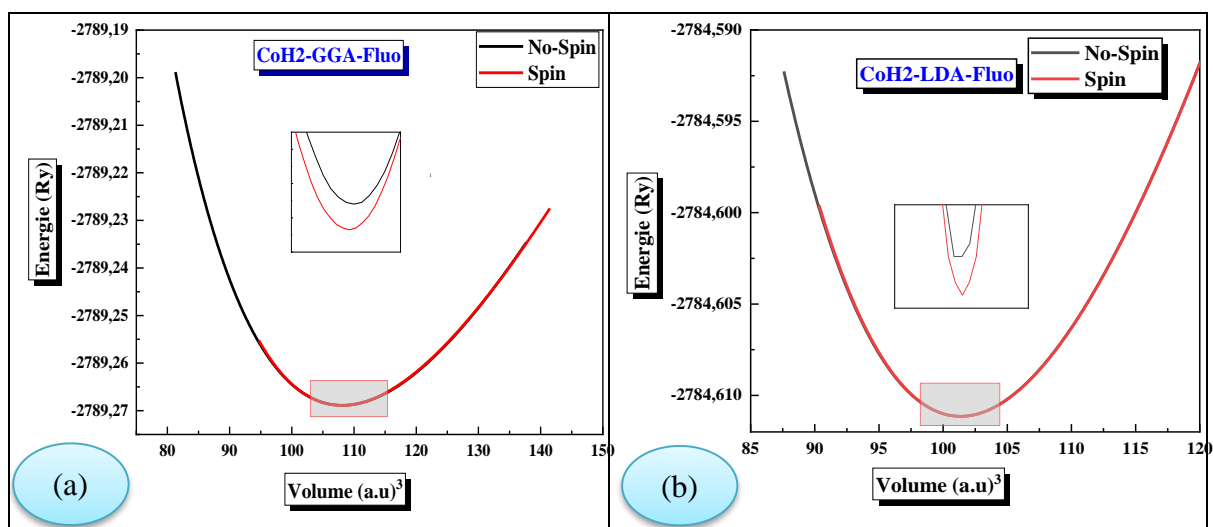 -2789,19
-2789,20
-2789,21
-2789,22
-2789,23
-2789,24
-2789,25
-2789,26
-2789,27
Energie (Ry)
CoH2-GGA-Fluo
No-Spin
Spin
70 80 90 100 110 120 130 140 150
Volume (a.u)³
(a)
-2784,590
-2784,595
-2784,600
-2784,605
-2784,610
Energie (Ry)
CoH2-LDA-Fluo
No-Spin
Spin
85 90 95 100 105 110 115 120
Volume (a.u)³
(b)